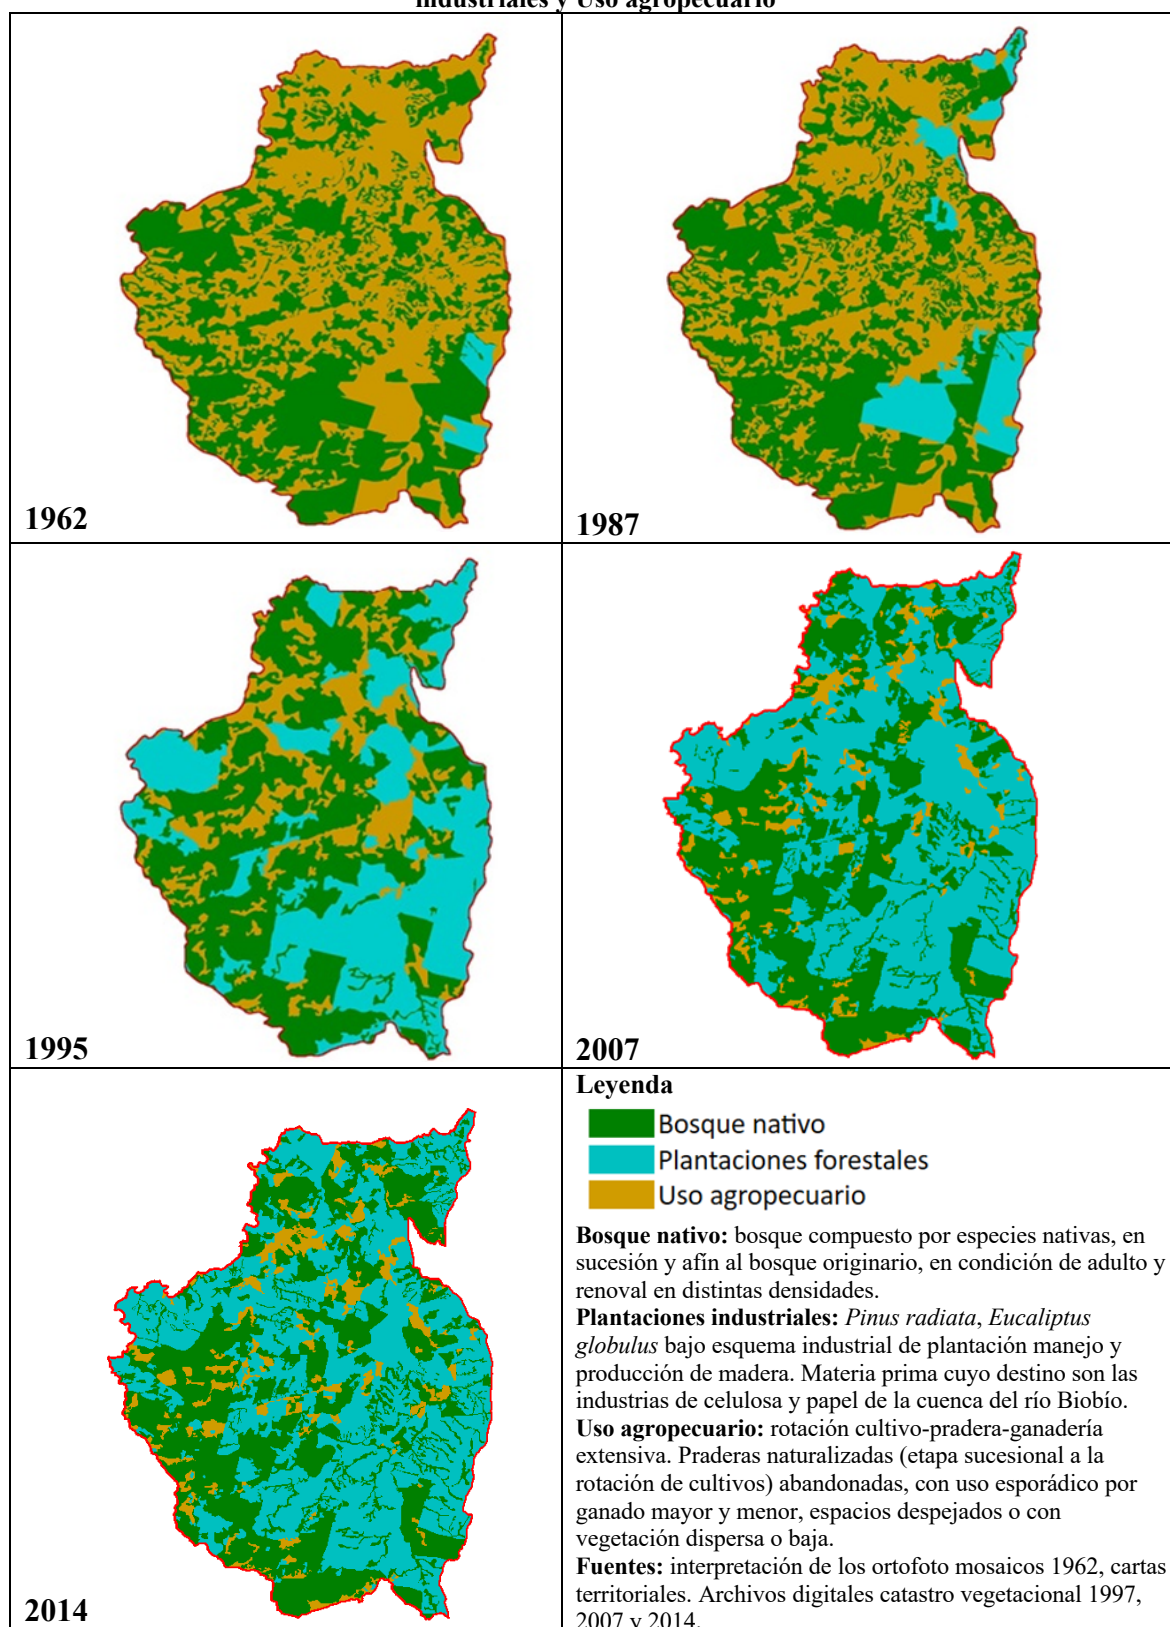 industriales y Uso agropecuario
1962
1987
1995
2007
2014
Leyenda
Bosque nativo
Plantaciones forestales
Uso agropecuario
Bosque nativo: bosque compuesto por especies nativas, en
sucesión y afín al bosque originario, en condición de adulto y
renoval en distintas densidades.
Plantaciones industriales: Pinus radiata, Eucaliptus
globulus bajo esquema industrial de plantación manejo y
producción de madera. Materia prima cuyo destino son las
industrias de celulosa y papel de la cuenca del río Biobío.
Uso agropecuario: rotación cultivo-pradera-ganadería
extensiva. Praderas naturalizadas (etapa sucesional a la
rotación de cultivos) abandonadas, con uso esporádico por
ganado mayor y menor, espacios despejados o con
vegetación dispersa o baja.
Fuentes: interpretación de los ortofoto mosaicos 1962, cartas
territoriales. Archivos digitales catastro vegetacional 1997,
2007 y 2014.